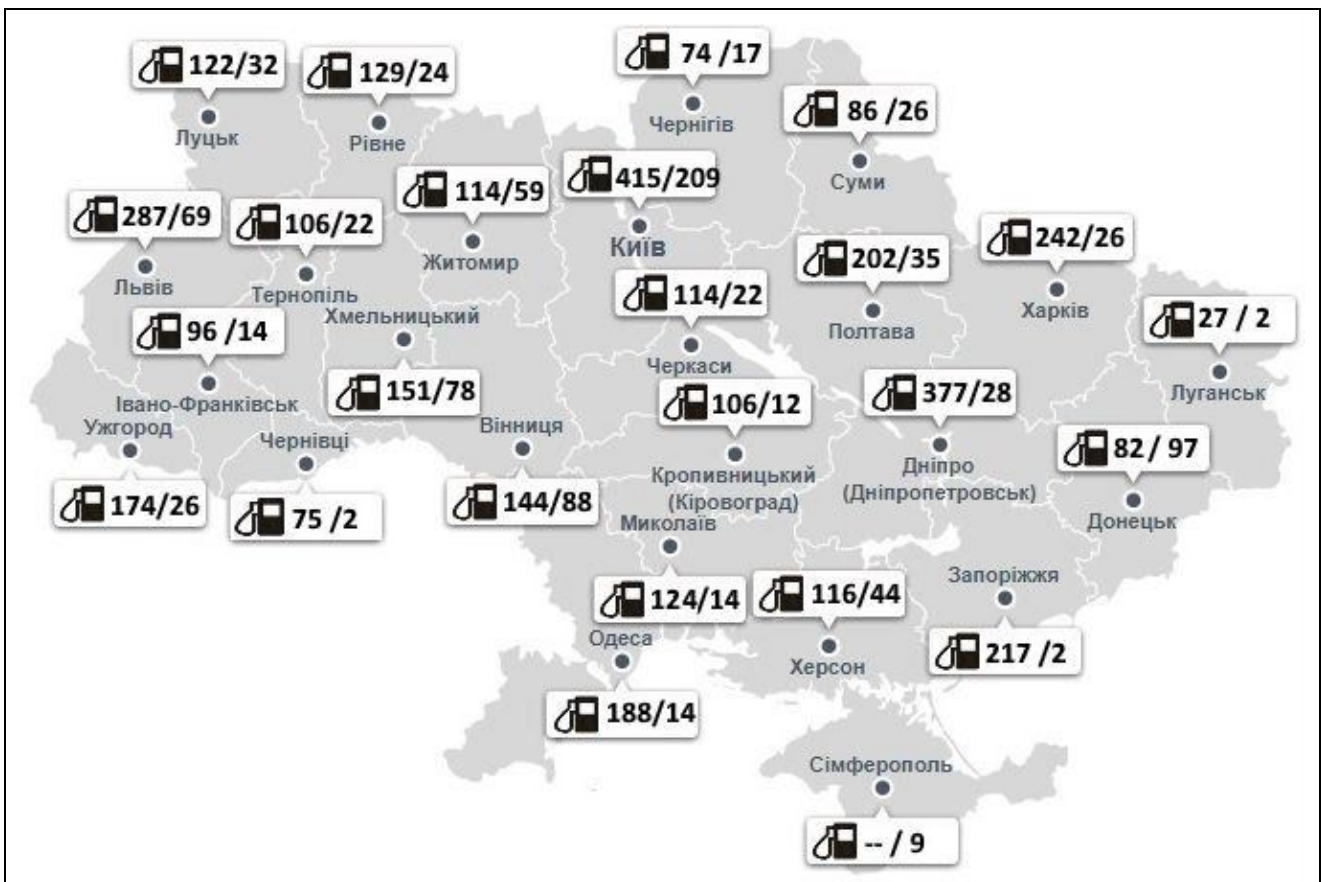 122/32
Луцьк
129/24
Рівне
74 /17
Чернігів
86 /26
Суми
114/59
Житомир
415/209
Київ
287/69
Львів
106/22
Тернопіль
242/26
Харків
202/35
Полтава
114/22
Черкаси
27 / 2
Луганськ
96 /14
Івано-Франківськ
Хмельницький
151/78
106/12
Кропивницький
(Кіровоград)
377/28
Дніпро
(Дніпропетровськ)
82 / 97
Донецьк
Ужгород
174/26
Чернівці
75 /2
Вінниця
144/88
Миколаїв
124/14
116/44
Херсон
Запоріжжя
217 /2
Одеса
188/14
Сімферополь
-- / 9